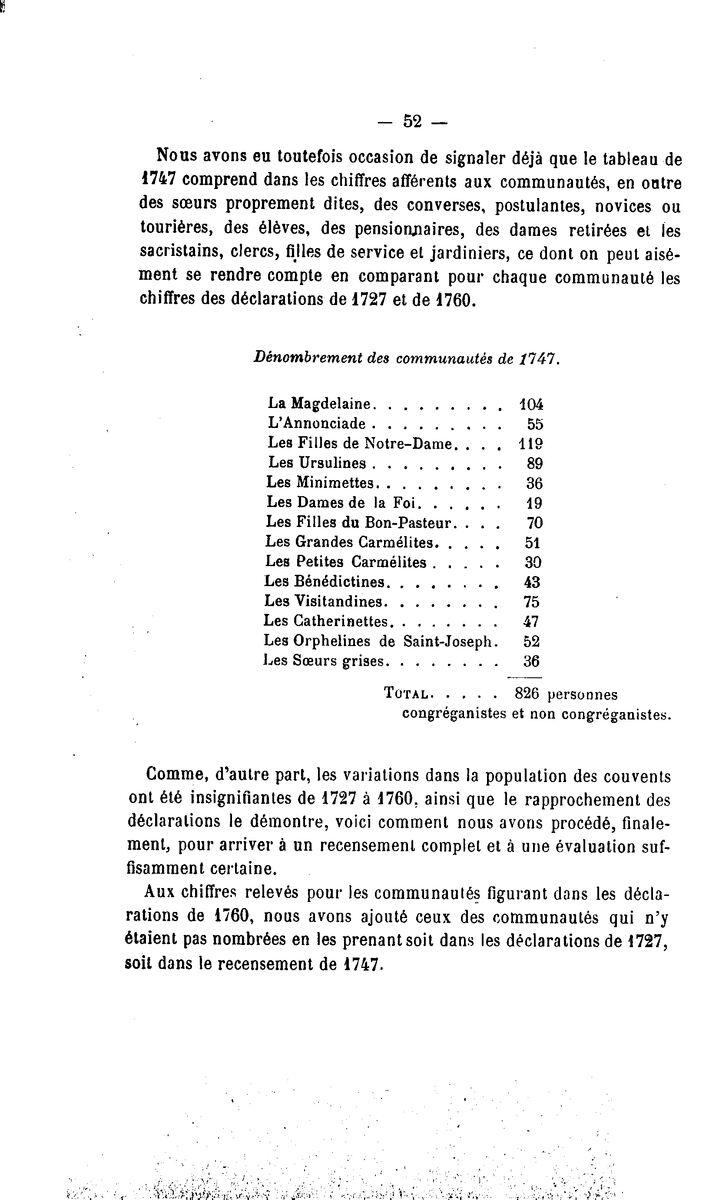 — 52 —
Nous avons eu toutefois occasion de signaler déjà que le tableau de
1747 comprend dans les chiffres afférents aux communautés, en outre
des sœurs proprement dites, des converses, postulantes, novices ou
tourières, des élèves, des pensionnaires, des dames retirées et les
sacristains, clercs, filles de service et jardiniers, ce dont on peut aisé-
ment se rendre compte en comparant pour chaque communauté les
chiffres des déclarations de 1727 et de 1760.
Dénombrement des communautés de 1747.
La Magdelaine. . . . . . . . . . 104
L'Annonciade . . . . . . . . . 55
Les Filles de Notre-Dame. . . . 119
Les Ursulines . . . . . . . . . 89
Les Minimettes. . . . . . . . . 36
Les Dames de la Foi. . . . . . 19
Les Filles du Bon-Pasteur. . . . 70
Les Grandes Carmélites. . . . . 51
Les Petites Carmélites . . . . . 30
Les Bénédictines. . . . . . . . 43
Les Visitandines. . . . . . . . 75
Les Catherinettes. . . . . . . . 47
Les Orphelines de Saint-Joseph. 52
Les Sœurs grises. . . . . . . . 36
TOTAL. . . . . 826 personnes
congréganistes et non congréganistes.
Comme, d'autre part, les variations dans la population des couvents
ont été insignifiantes de 1727 à 1760, ainsi que le rapprochement des
déclarations le démontre, voici comment nous avons procédé, finale-
ment, pour arriver à un recensement complet et à une évaluation suf-
fisamment certaine.
Aux chiffres relevés pour les communautés figurant dans les décla-
rations de 1760, nous avons ajouté ceux des communautés qui n'y
étaient pas nombrées en les prenant soit dans les déclarations de 1727,
soit dans le recensement de 1747.